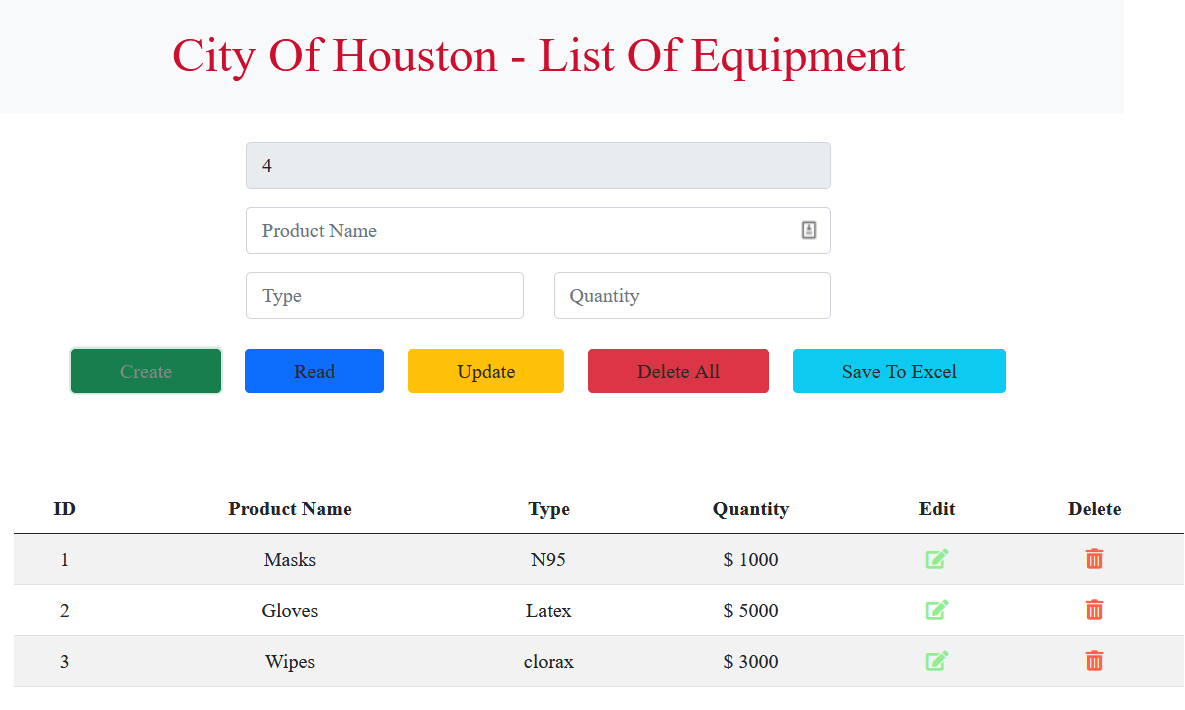 City Of Houston - List Of Equipment
4
Product Name
Type Quantity
Create Read Update Delete All Save To Excel
ID Product Name Type Quantity Edit Delete
1 Masks N95 $ 1000
2 Gloves Latex $ 5000
3 Wipes clorax $ 3000